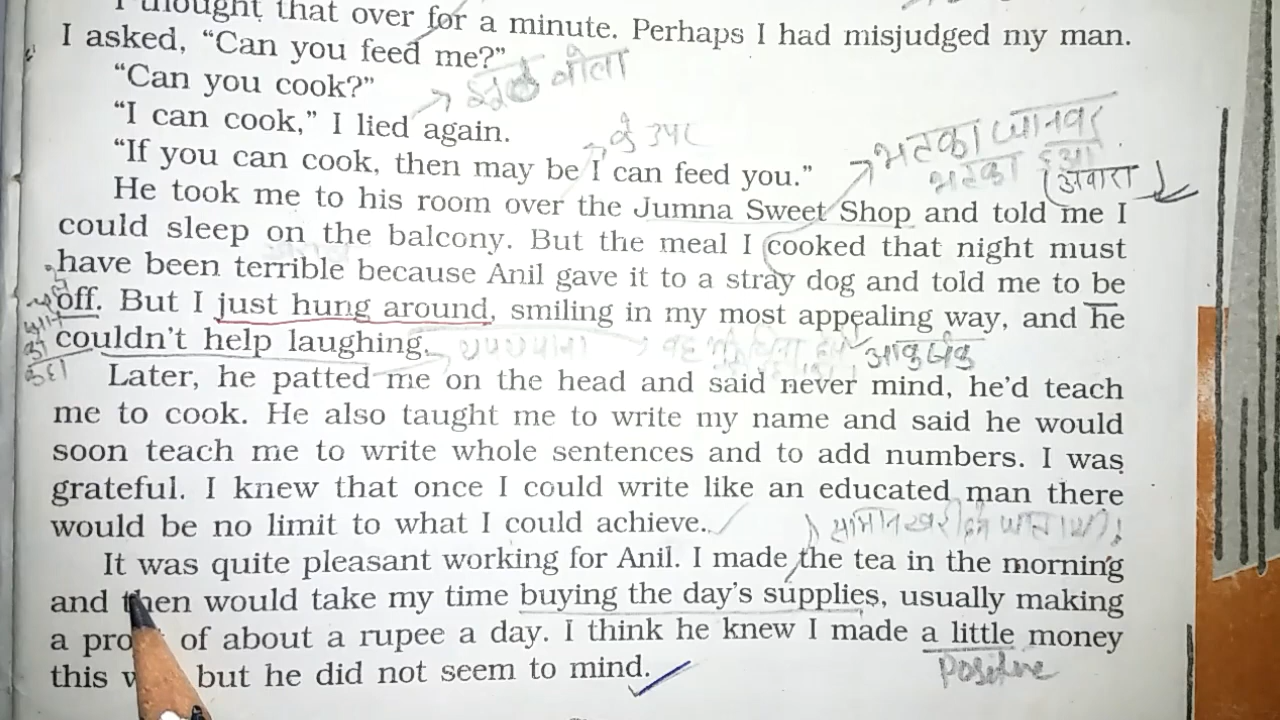 I thought that over for a minute. Perhaps I had misjudged my man.
I asked, “Can you feed me?”
“Can you cook?”
बोला
“I can cook,” I lied again.
के उपर
भटका जानवर
“If you can cook, then may be I can feed you.”
भटका हुआ
(अवारा
He took me to his room over the Jumna Sweet Shop and told me I
could sleep on the balcony. But the meal I cooked that night must
have been terrible because Anil gave it to a stray dog and told me to be
off. But I just hung around, smiling in my most appealing way, and he
couldn’t help laughing.
थपथपाना
Later, he patted me on the head and said never mind, he’d teach
me to cook. He also taught me to write my name and said he would
soon teach me to write whole sentences and to add numbers. I was
grateful. I knew that once I could write like an educated man there
would be no limit to what I could achieve.
It was quite pleasant working for Anil. I made the tea in the morning
and then would take my time buying the day’s supplies, usually making
a of about a rupee a day. I think he knew I made a little money
this but he did not seem to mind.
Positive